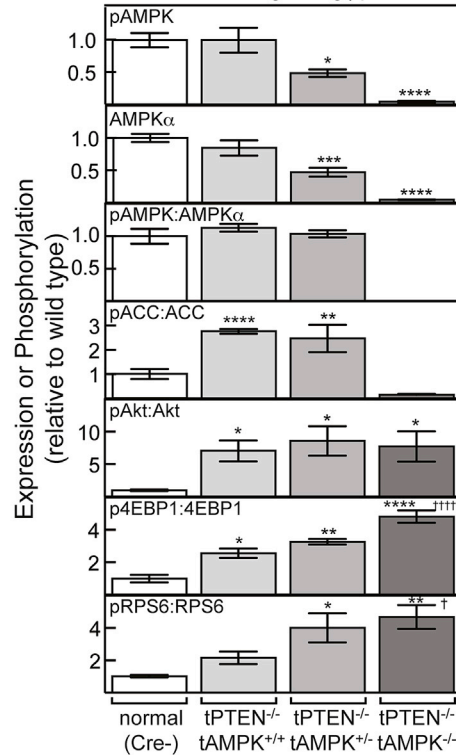 Expression or Phosphorylation
(relative to wild type)
pAMPK
1.0
0.5
*
****
AMPKα
1.0
0.5
***
****
pAMPK:AMPKα
1.0
0.5
pACC:ACC
3
2
1
****
**
pAkt:Akt
10
5
*
*
*
p4EBP1:4EBP1
4
2
*
**
**** ††††
pRPS6:RPS6
4
2
*
** †
normal tPTEN-/- tPTEN-/- tPTEN-/-
(Cre-) tAMPK+/+ tAMPK+/- tAMPK-/-